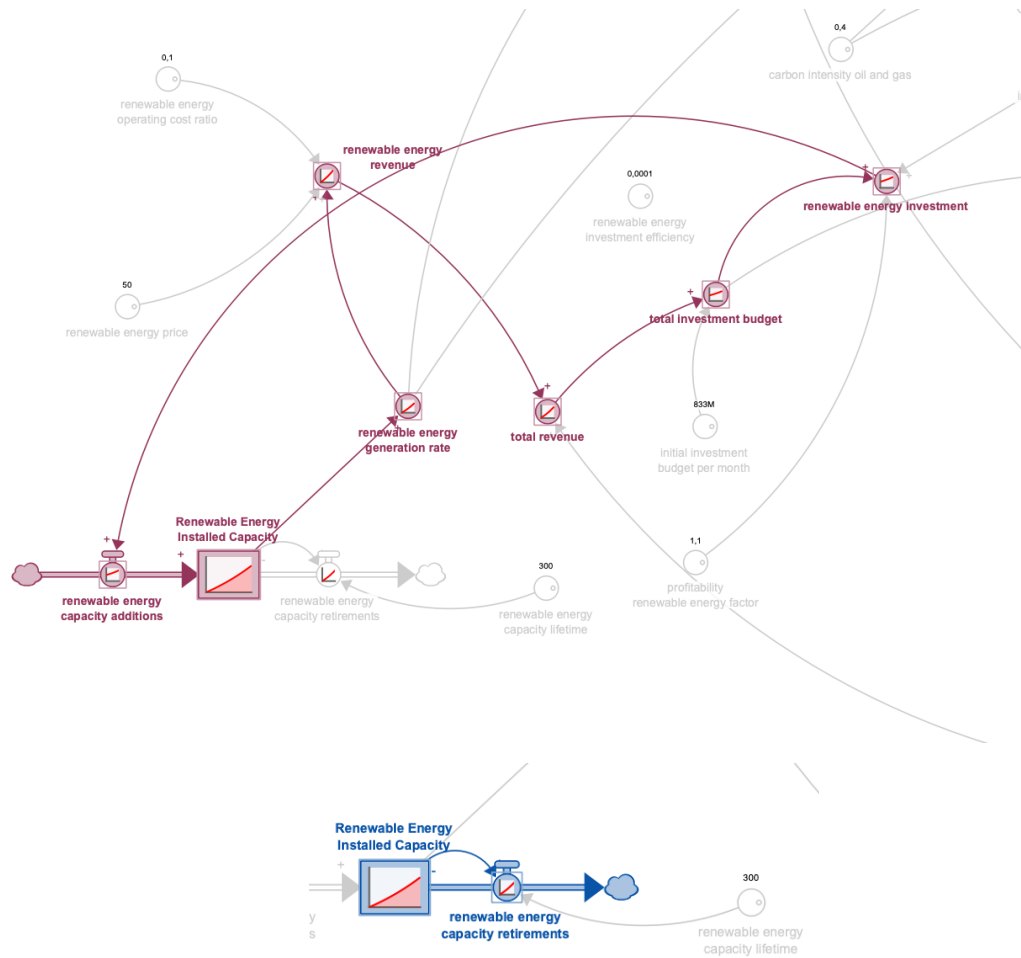 0,4
carbon intensity oil and gas
0,1
renewable energy
operating cost ratio
renewable energy
revenue
+
+
0,0001
renewable energy
investment efficiency
+
+
renewable energy investment
50
renewable energy price
+
total investment budget
+
total revenue
+
renewable energy
generation rate
833M
initial investment
budget per month
Renewable Energy
Installed Capacity
+
+
-
renewable energy
capacity additions
renewable energy
capacity retirements
300
renewable energy
capacity lifetime
1,1
profitability
renewable energy factor
Renewable Energy
Installed Capacity
+
-
renewable energy
capacity retirements
300
renewable energy
capacity lifetime